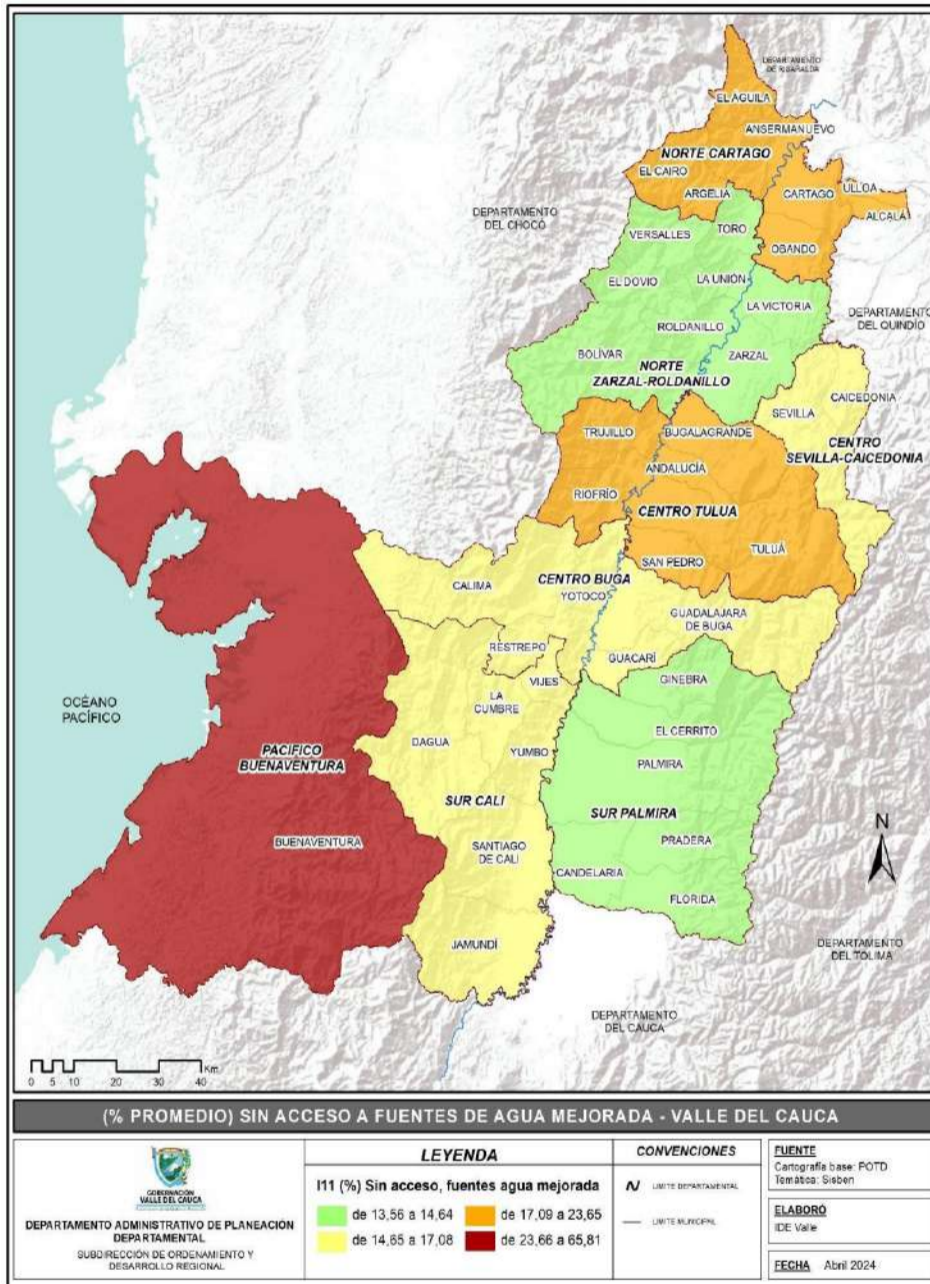 DEPARTAMENTO
DE RISARALDA
EL ÁGUILA
ANSERMANUEVO
NORTE CARTAGO
EL CAIRO
ARGELIA
CARTAGO
ULLOA
ALCALÁ
DEPARTAMENTO
DEL CHOCÓ
VERSALLES
TORO
OBANDO
EL DOVIO
LA UNIÓN
LA VICTORIA
DEPARTAMENTO
DEL QUINDÍO
ROLDANILLO
BOLÍVAR
ZARZAL
NORTE
ZARZAL-ROLDANILLO
CAICEDONIA
SEVILLA
CENTRO
SEVILLA-CAICEDONIA
TRUJILLO
BUGALAGRANDE
ANDALUCÍA
RIOFRÍO
CENTRO TULUA
SAN PEDRO
TULUÁ
CALIMA
CENTRO BUGA
YOTOCO
GUADALAJARA
DE BUGA
RESTREPO
GUACARÍ
VIJES
GINEBRA
OCÉANO
PACÍFICO
LA
CUMBRE
EL CERRITO
DAGUA
YUMBO
PALMIRA
PACIFICO
BUENAVENTURA
SUR CALI
SUR PALMIRA
N
BUENAVENTURA
SANTIAGO
DE CALI
PRADERA
CANDELARIA
FLORIDA
JAMUNDÍ
DEPARTAMENTO
DEL TOLIMA
DEPARTAMENTO
DEL CAUCA
Km
0 5 10 20 30 40
(% PROMEDIO) SIN ACCESO A FUENTES DE AGUA MEJORADA - VALLE DEL CAUCA
GOBERNACIÓN
VALLE DEL CAUCA
DEPARTAMENTO ADMINISTRATIVO DE PLANEACIÓN
DEPARTAMENTAL
SUBDIRECCIÓN DE ORDENAMIENTO Y
DESARROLLO REGIONAL
LEYENDA
I11 (%) Sin acceso, fuentes agua mejorada
de 13,56 a 14,64
de 17,09 a 23,65
de 14,65 a 17,08
de 23,66 a 65,81
CONVENCIONES
LIMITE DEPARTAMENTAL
LIMITE MUNICIPAL
FUENTE
Cartografía base: POTD
Temática: Sisben
ELABORÓ
IDE Valle
FECHA Abril 2024